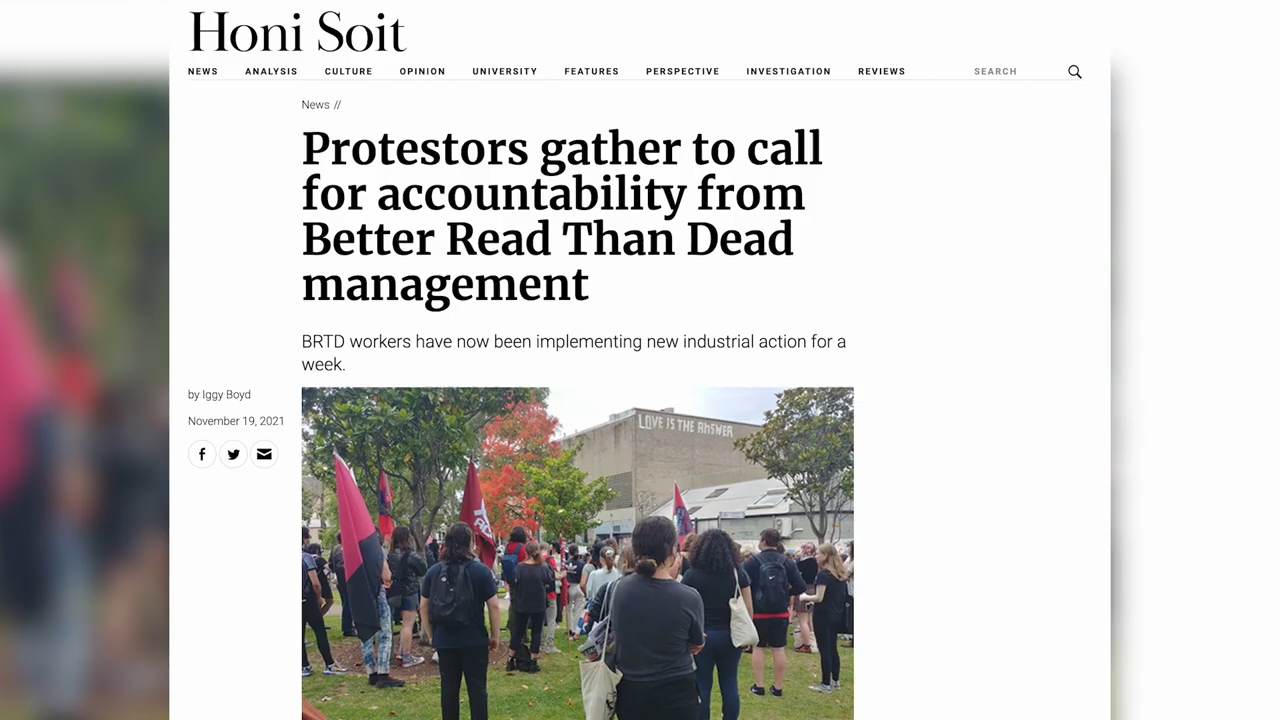 Honi Soit
NEWS ANALYSIS CULTURE OPINION UNIVERSITY FEATURES PERSPECTIVE INVESTIGATION REVIEWS SEARCH
News //
Protestors gather to call
for accountability from
Better Read Than Dead
management
BRTD workers have now been implementing new industrial action for a
week.
by Iggy Boyd
November 19, 2021
LOVE IS THE ANSWER